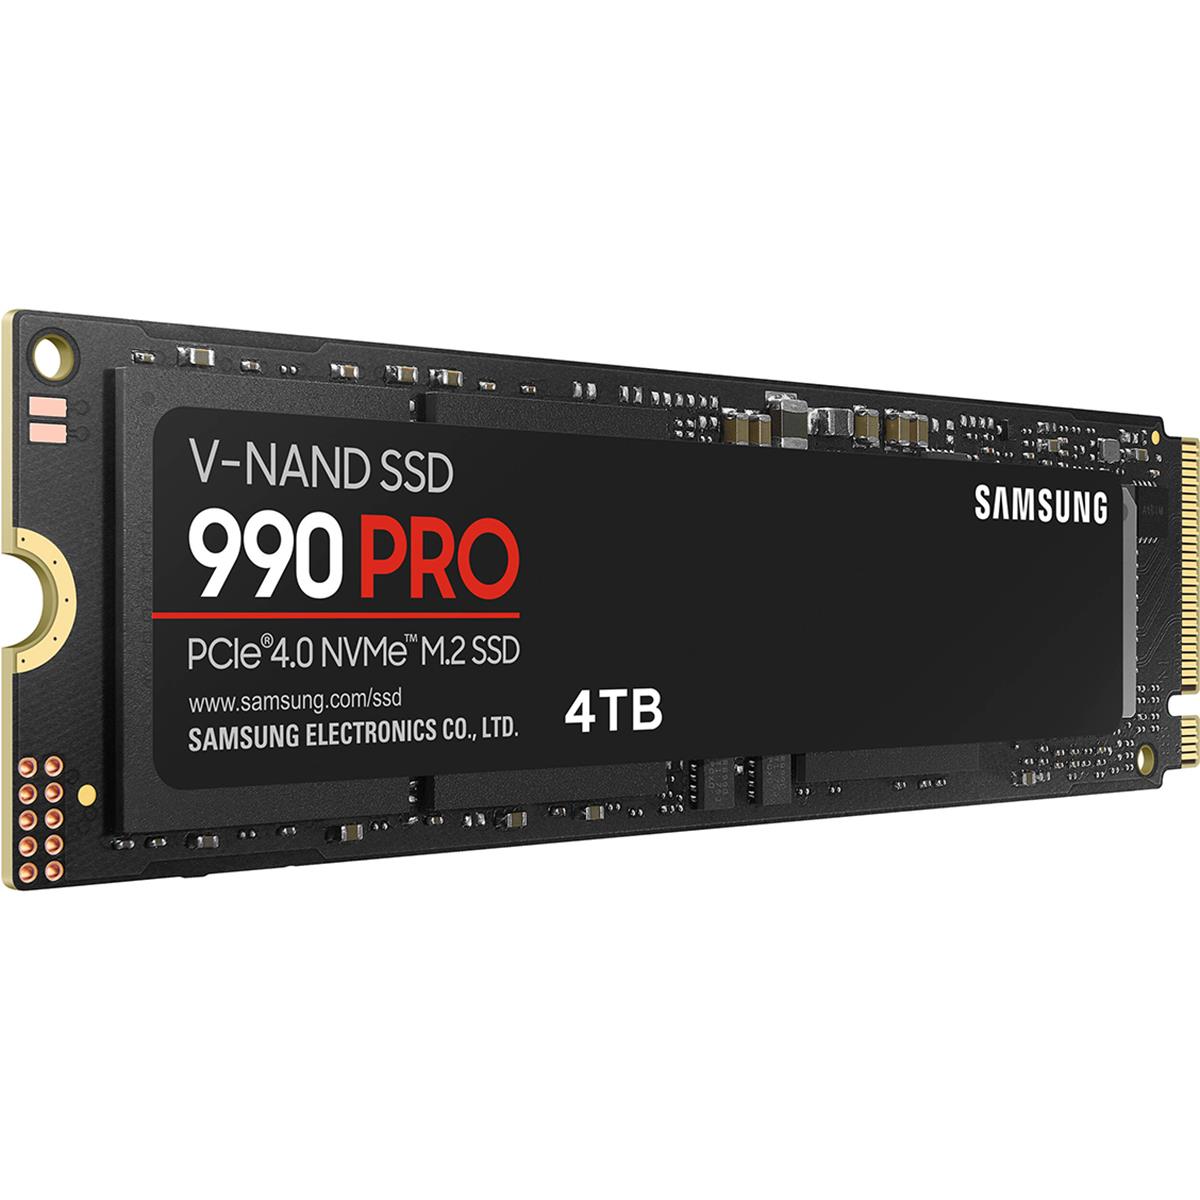 V-NAND SSD
990 PRO
PCIe®4.0 NVMe™ M.2 SSD
www.samsung.com/ssd
SAMSUNG ELECTRONICS CO., LTD.
4TB
SAMSUNG